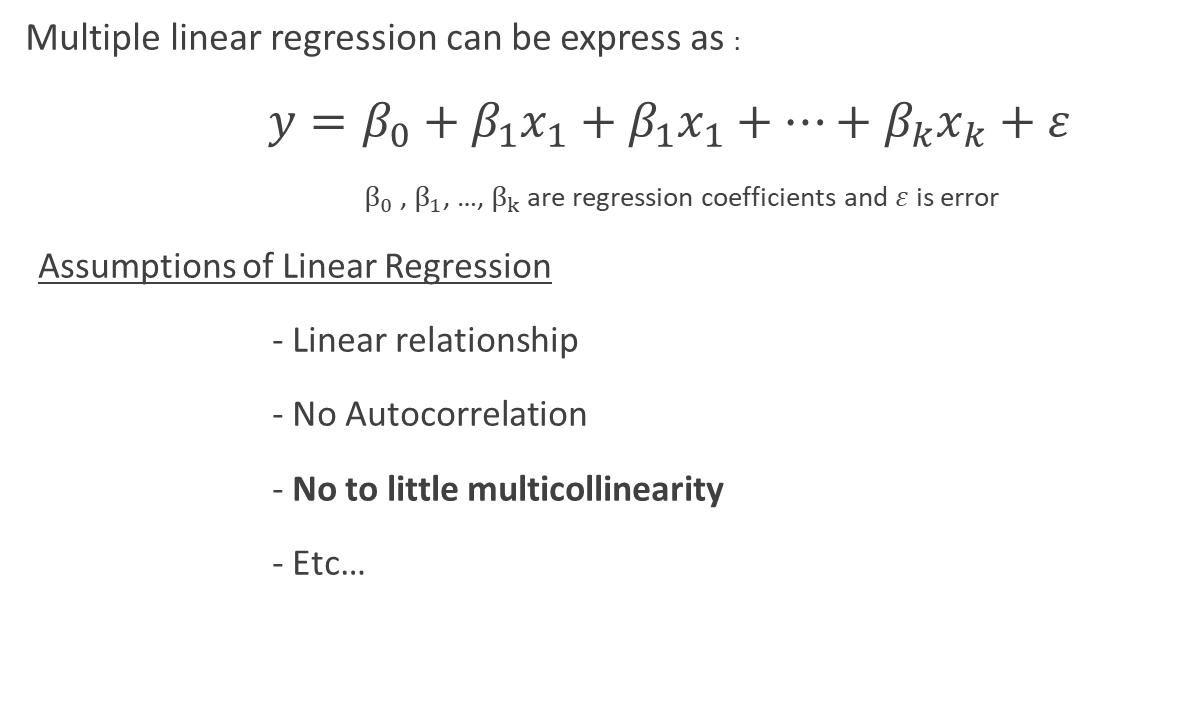 Multiple linear regression can be express as :
y = β₀ + β₁x₁ + β₁x₁ + ⋯ + βₖxₖ + ε
β₀ , β₁, ..., βₖ are regression coefficients and ε is error
Assumptions of Linear Regression
- Linear relationship
- No Autocorrelation
- No to little multicollinearity
- Etc...